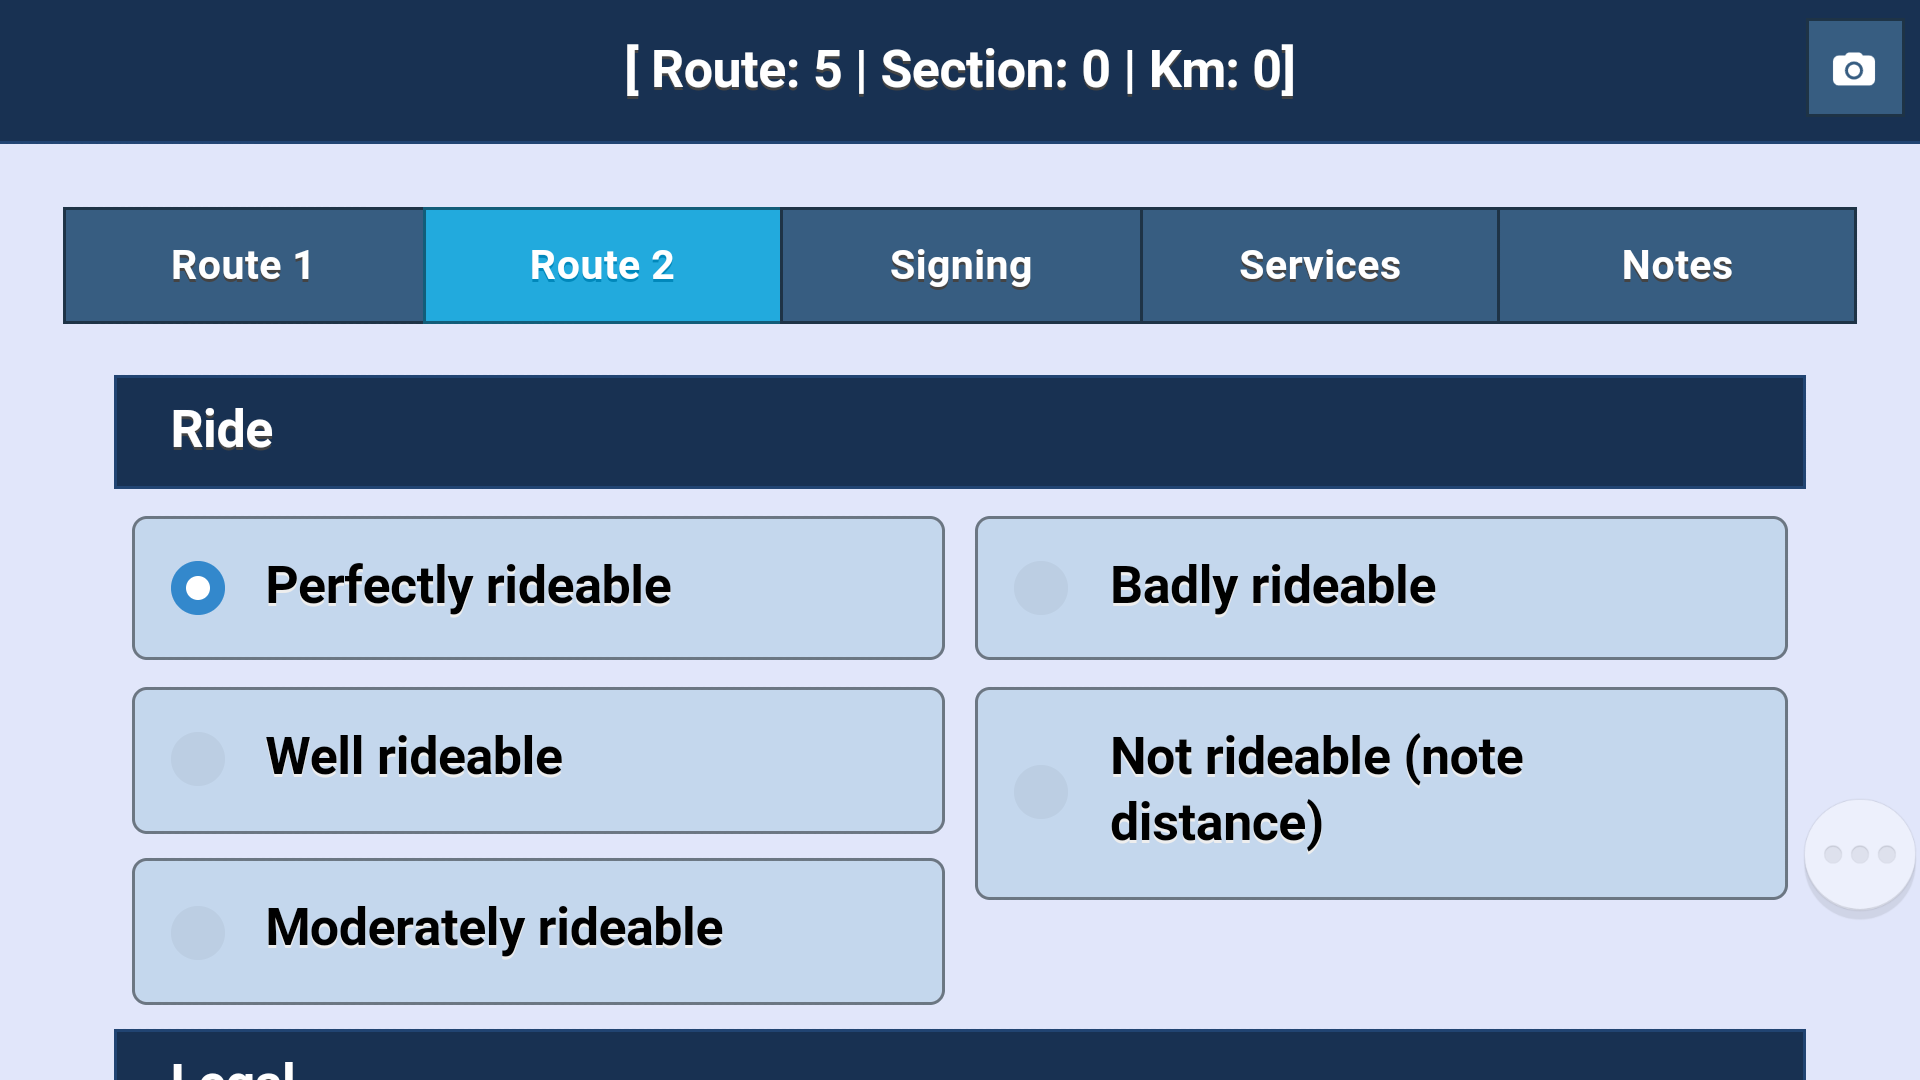 [ Route: 5 | Section: 0 | Km: 0]
Route 1
Route 2
Signing
Services
Notes
Ride
Perfectly rideable
Badly rideable
Well rideable
Not rideable (note
distance)
Moderately rideable
Legal